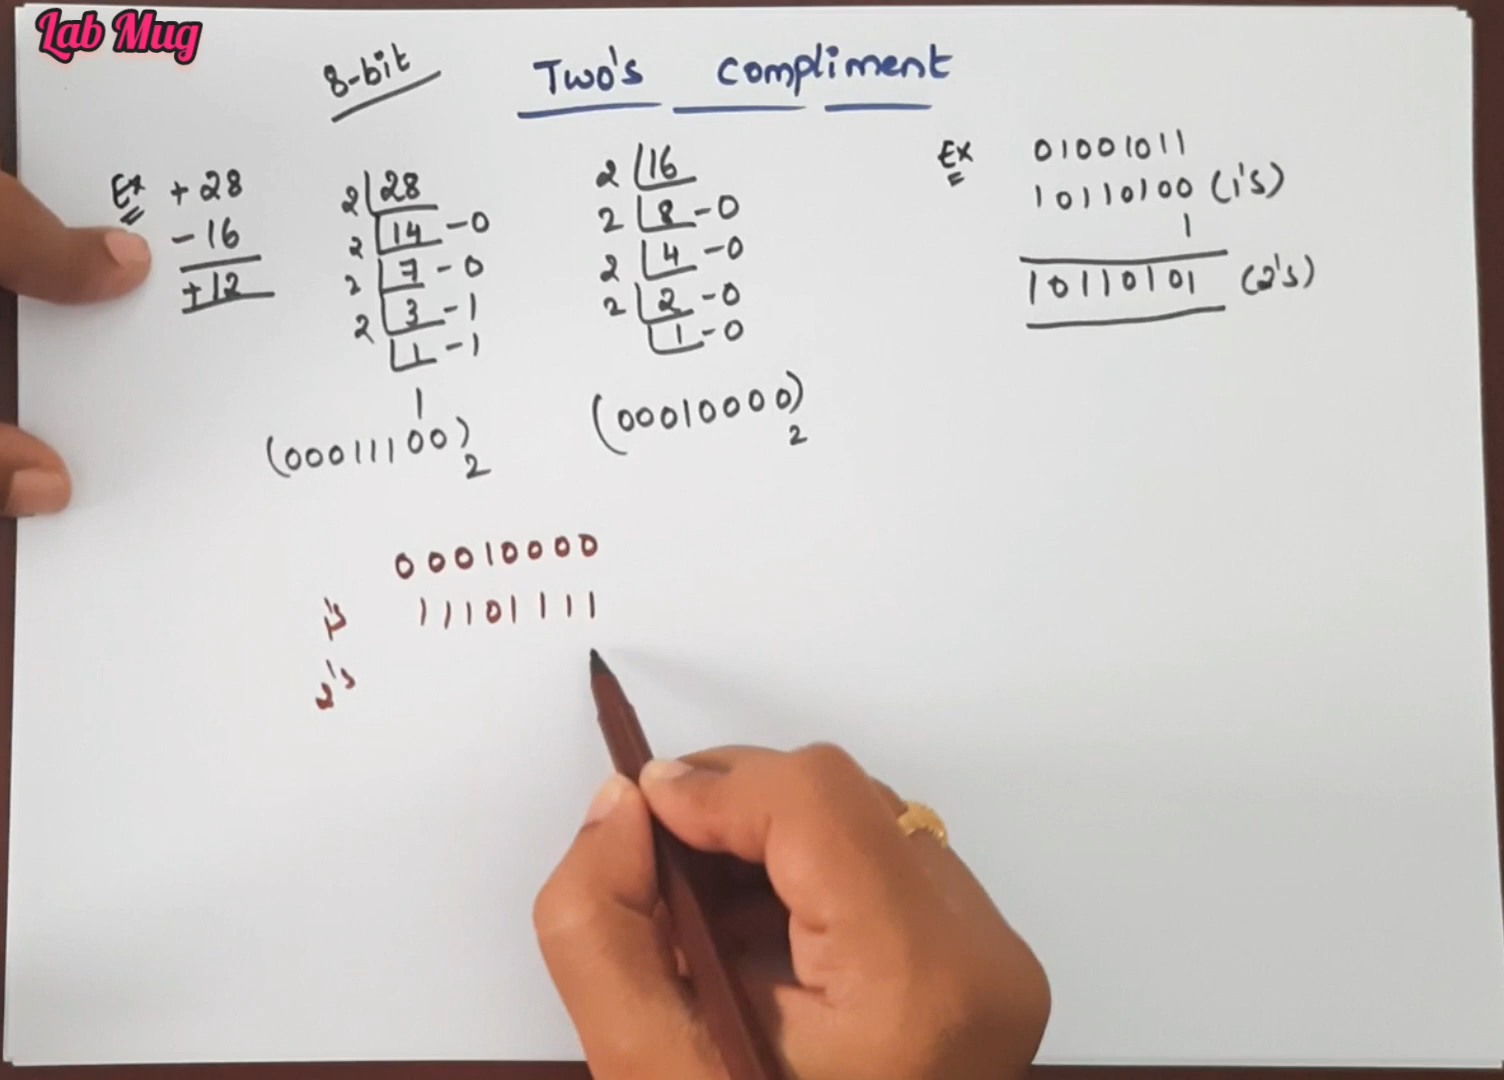 Lab Mug
8-bit Two's compliment
Ex +28
-16
+12
2 28
2 14 - 0
2 7 - 0
2 3 - 1
2 1 - 1
1
(00011100)2
2 16
2 8 - 0
2 4 - 0
2 2 - 0
1 - 0
(00010000)2
Ex 01001011
10110100 (1's)
1
10110101 (2's)
00010000
1's 11101111
2's